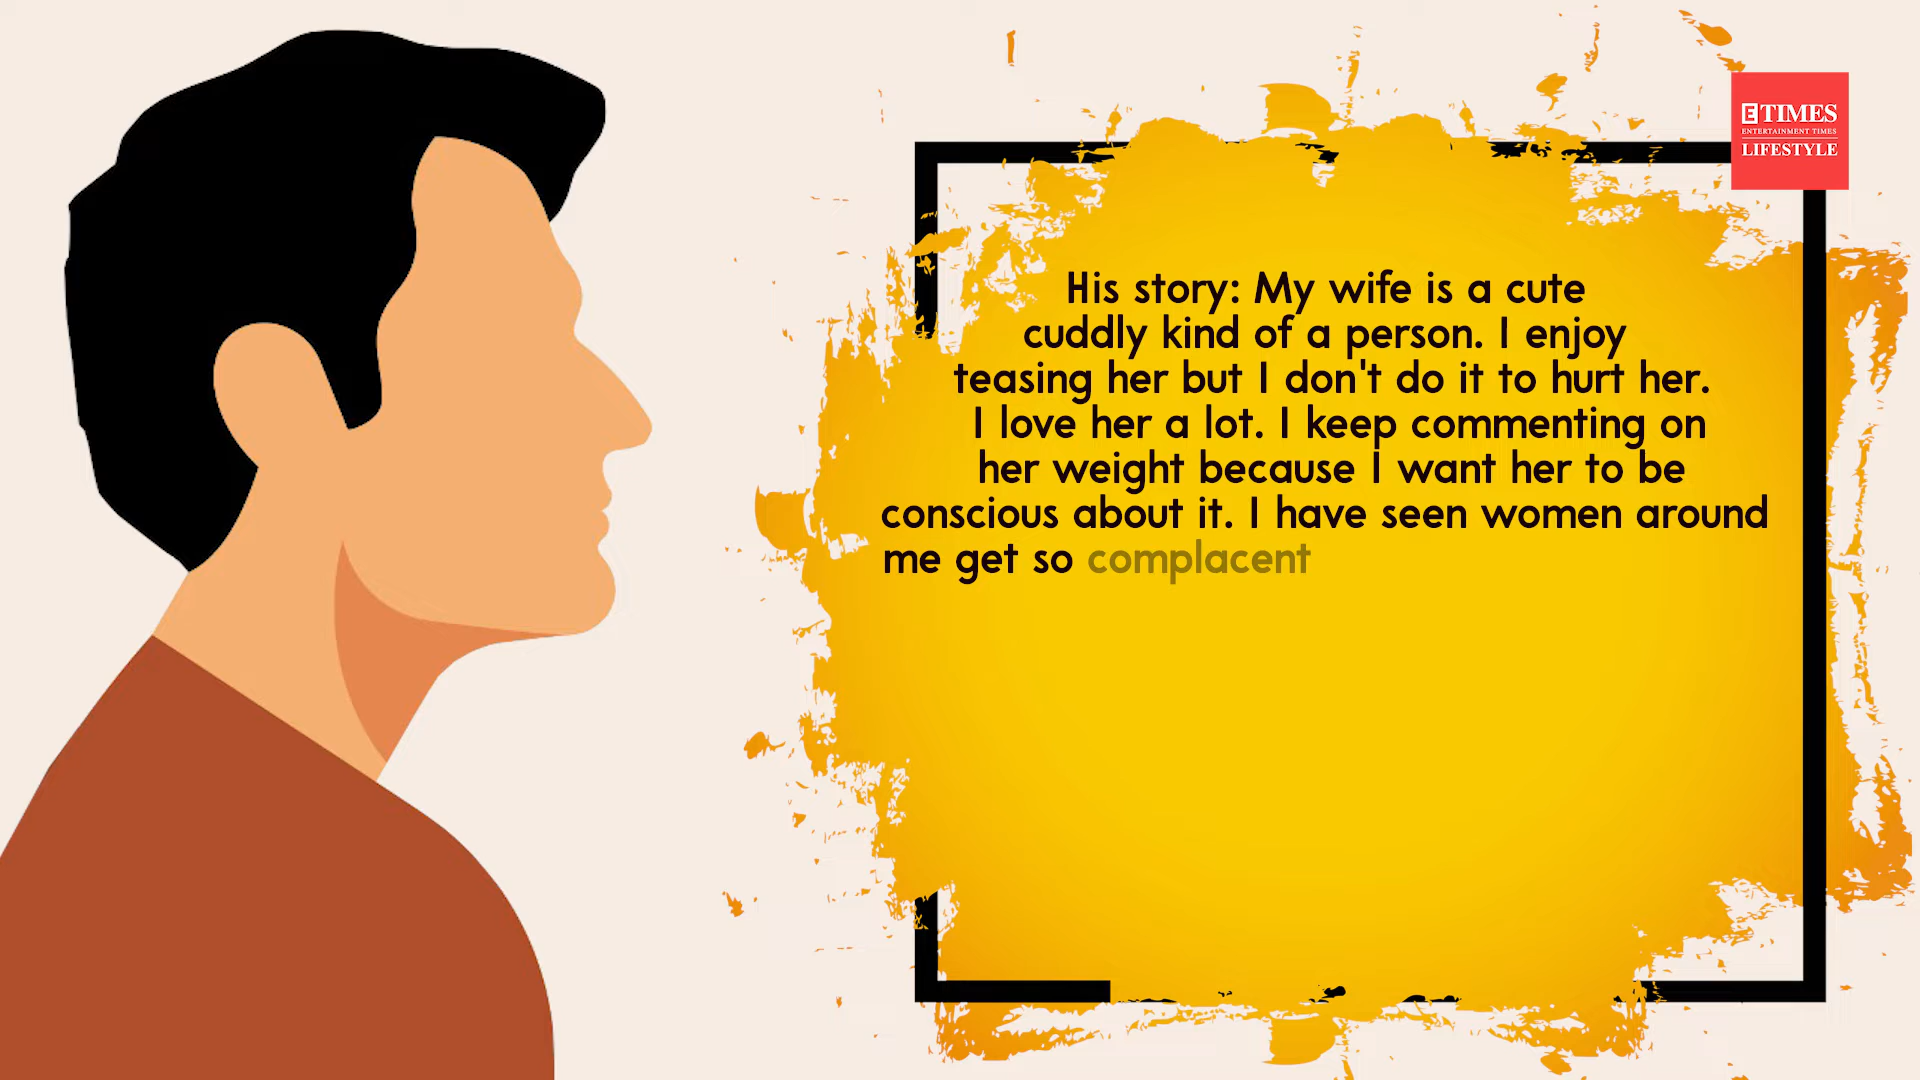 ETIMES
ENTERTAINMENT TIMES
LIFESTYLE
His story: My wife is a cute
cuddly kind of a person. I enjoy
teasing her but I don't do it to hurt her.
I love her a lot. I keep commenting on
her weight because I want her to be
conscious about it. I have seen women around
me get so complacent